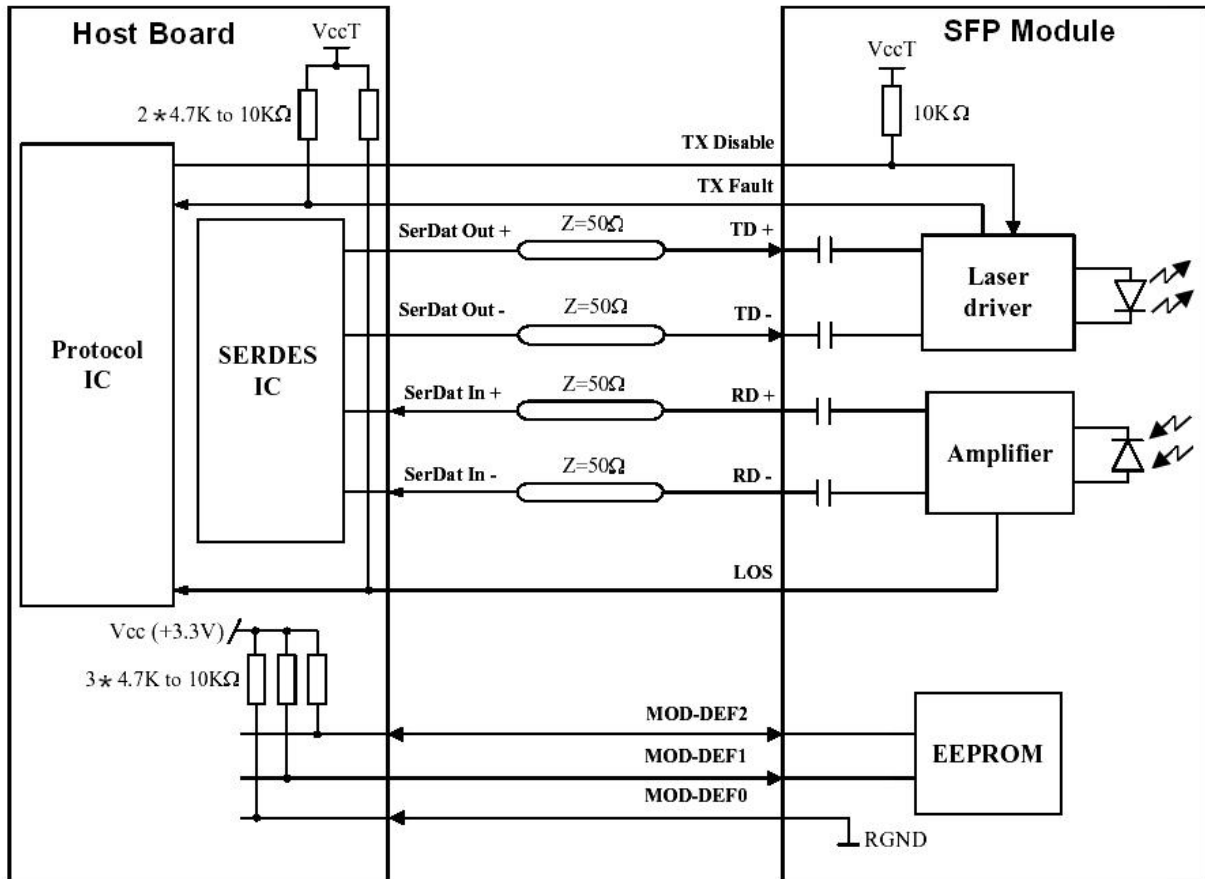 Host Board
SFP Module
VccT
VccT
2*4.7K to 10KΩ
10KΩ
TX Disable
TX Fault
SerDat Out +
Z=50Ω
TD +
Laser
driver
SerDat Out -
Z=50Ω
TD -
Protocol
IC
SERDES
IC
SerDat In +
Z=50Ω
RD +
Amplifier
SerDat In -
Z=50Ω
RD -
LOS
Vcc (+3.3V)
3*4.7K to 10KΩ
MOD-DEF2
MOD-DEF1
EEPROM
MOD-DEF0
RGND